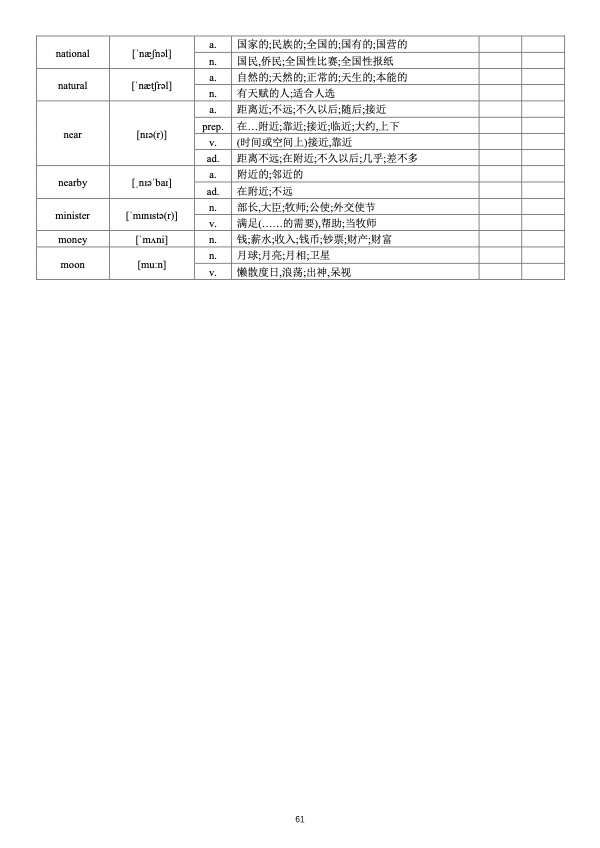 national [ˈnæʃnəl] a. 国家的;民族的;全国的;国有的;国营的
n. 国民,侨民;全国性比赛;全国性报纸
natural [ˈnætʃrəl] a. 自然的;天然的;正常的;天生的;本能的
n. 有天赋的人;适合人选
near [nɪə(r)] a. 距离近;不远;不久以后;随后;接近
prep. 在…附近;靠近;接近;临近;大约,上下
v. (时间或空间上)接近,靠近
ad. 距离不远;在附近;不久以后;几乎;差不多
nearby [ˌnɪəˈbaɪ] a. 附近的;邻近的
ad. 在附近;不远
minister [ˈmɪnɪstə(r)] n. 部长,大臣;牧师;公使;外交使节
v. 满足(……的需要),帮助;当牧师
money [ˈmʌni] n. 钱;薪水;收入;钱币;钞票;财产;财富
moon [muːn] n. 月球;月亮;月相;卫星
v. 懒散度日,浪荡;出神,呆视
61